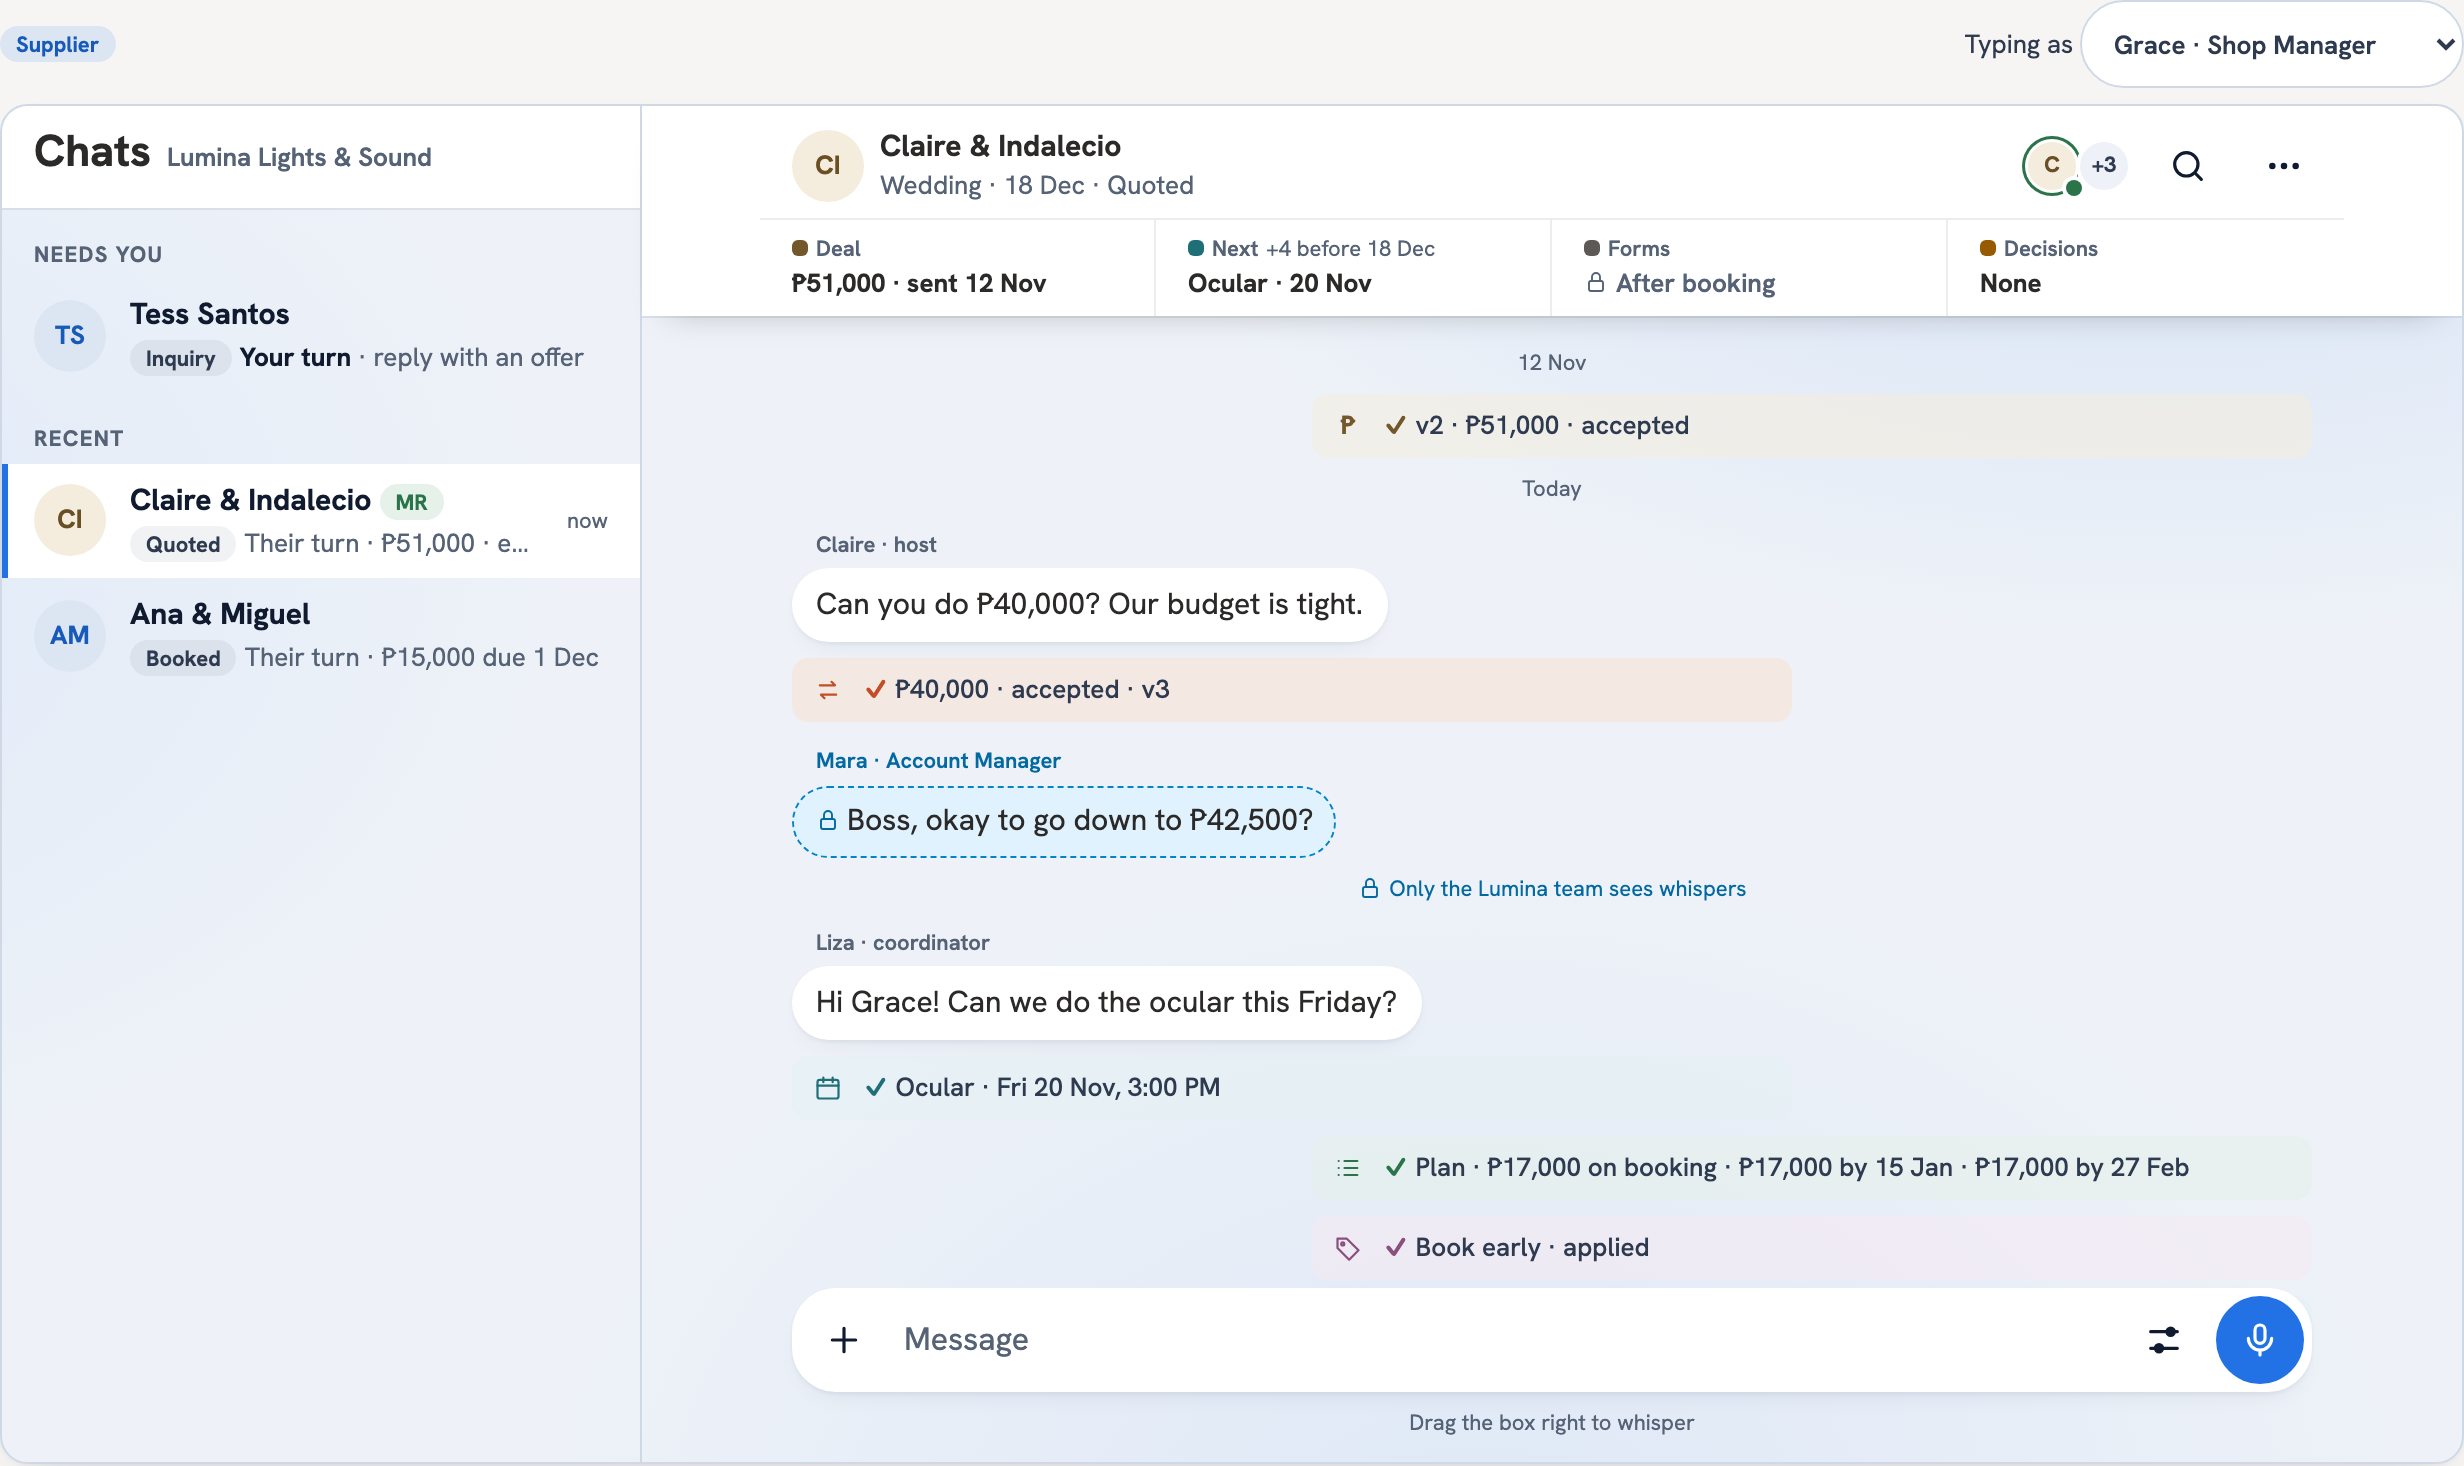 Supplier
Typing as
Grace · Shop Manager
Chats Lumina Lights & Sound
NEEDS YOU
TS
Tess Santos
Inquiry Your turn · reply with an offer
RECENT
CI
Claire & Indalecio MR
Quoted Their turn · ₱51,000 · e...
now
AM
Ana & Miguel
Booked Their turn · ₱15,000 due 1 Dec
CI
Claire & Indalecio
Wedding · 18 Dec · Quoted
C
+3
Deal
₱51,000 · sent 12 Nov
Next +4 before 18 Dec
Ocular · 20 Nov
Forms
After booking
Decisions
None
12 Nov
₱ ✓ v2 · ₱51,000 · accepted
Today
Claire · host
Can you do ₱40,000? Our budget is tight.
✓ ₱40,000 · accepted · v3
Mara · Account Manager
Boss, okay to go down to ₱42,500?
Only the Lumina team sees whispers
Liza · coordinator
Hi Grace! Can we do the ocular this Friday?
✓ Ocular · Fri 20 Nov, 3:00 PM
✓ Plan · ₱17,000 on booking · ₱17,000 by 15 Jan · ₱17,000 by 27 Feb
✓ Book early · applied
Message
Drag the box right to whisper